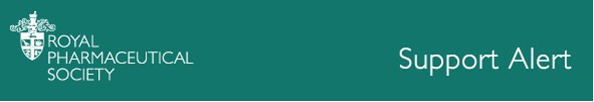 ROYAL
PHARMACEUTICAL
SOCIETY
Support Alert